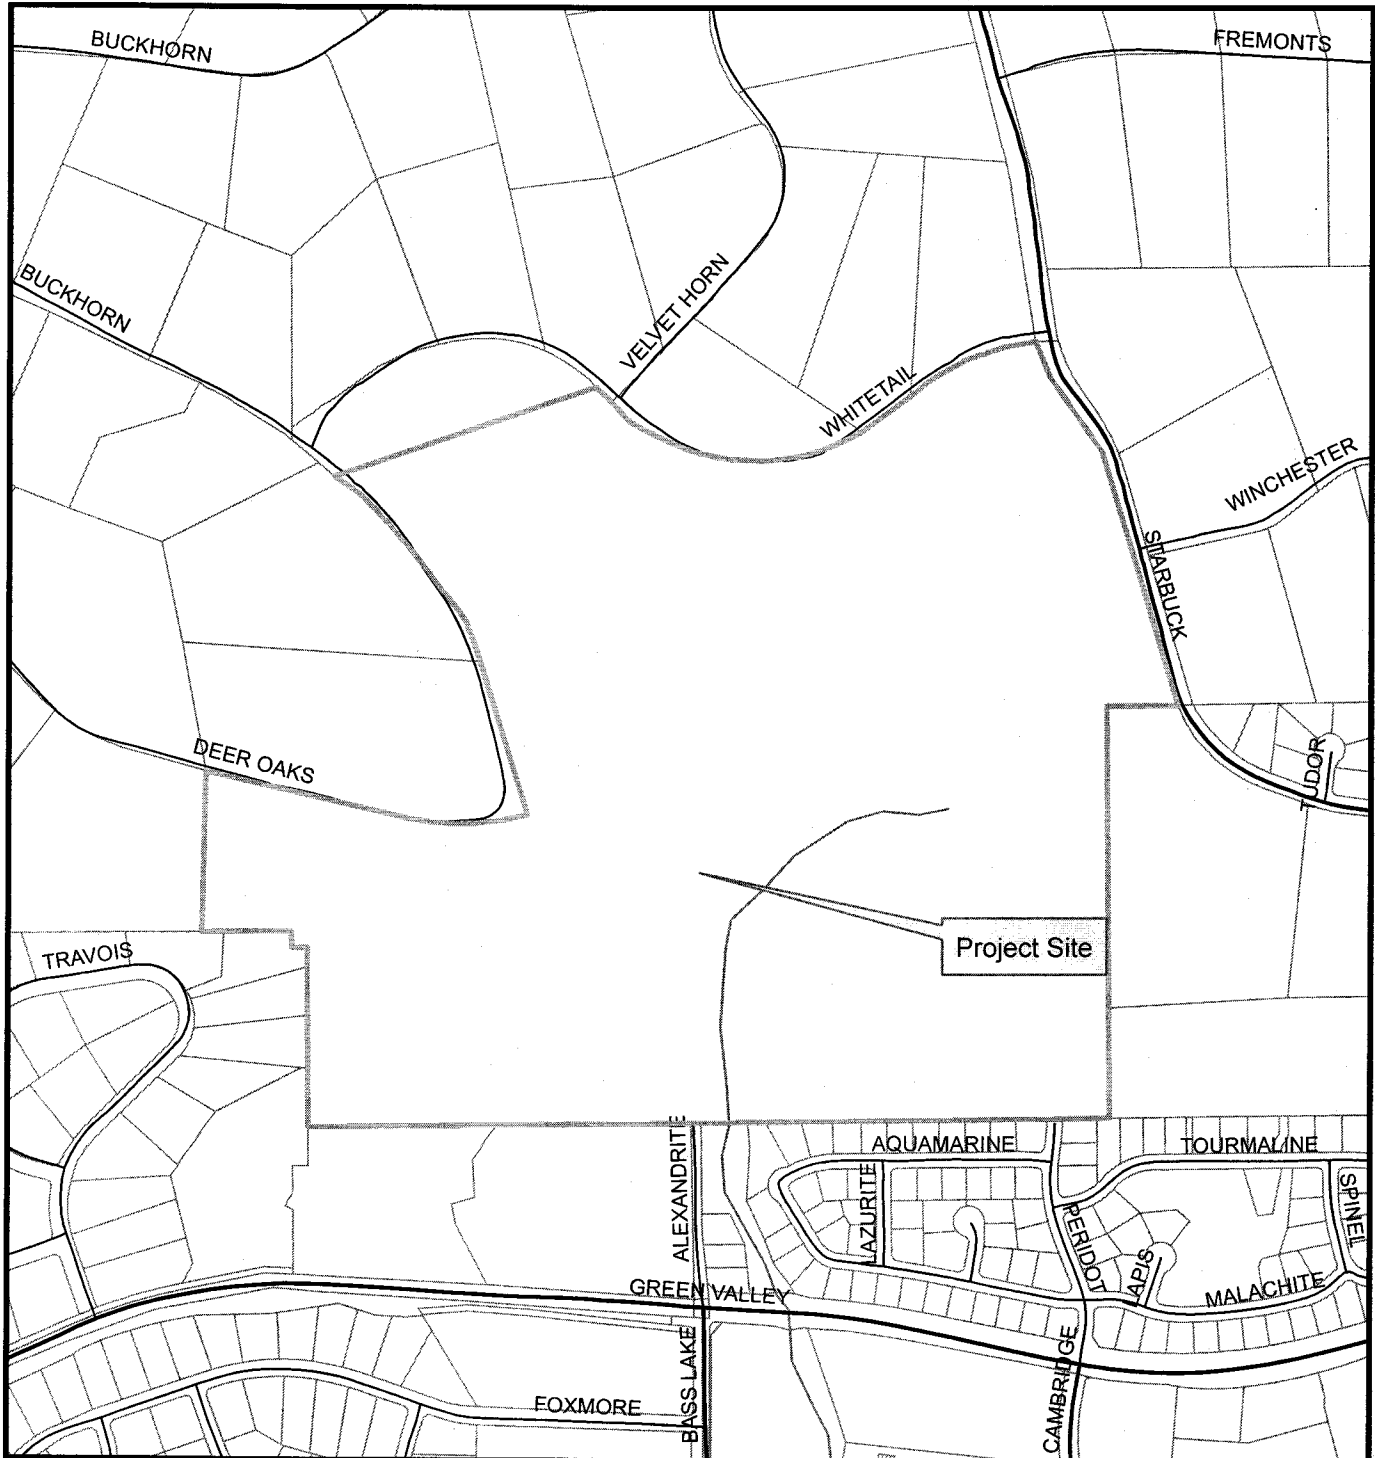 BUCKHORN
FREMONTS
BUCKHORN
VELVET HORN
WHITETAIL
WINCHESTER
STARBUCK
DEER OAKS
TUDOR
TRAVOIS
Project Site
ALEXANDRITE
AQUAMARINE
TOURMALINE
LAZURITE
SPINEL
PERIDOT
LAPIS
GREEN VALLEY
MALACHITE
BASS LAKE
CAMBRIDGE
FOXMORE